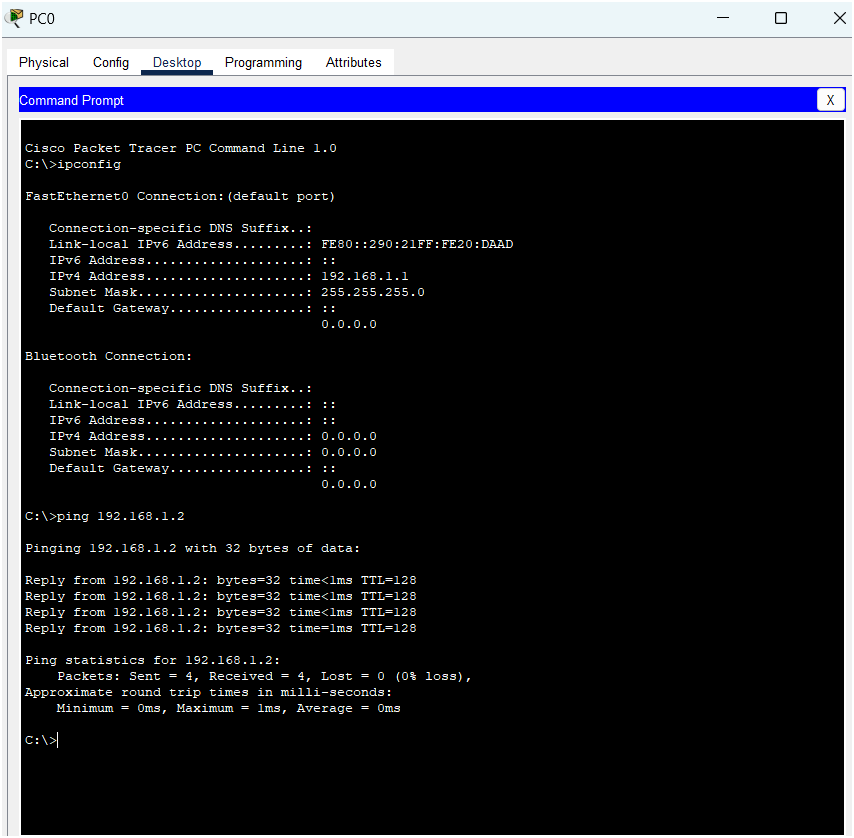 PC0
Physical Config Desktop Programming Attributes
Command Prompt X
Cisco Packet Tracer PC Command Line 1.0
C:\>ipconfig
FastEthernet0 Connection:(default port)
Connection-specific DNS Suffix..:
Link-local IPv6 Address.........: FE80::290:21FF:FE20:DAAD
IPv6 Address....................: ::
IPv4 Address....................: 192.168.1.1
Subnet Mask.....................: 255.255.255.0
Default Gateway.................: ::
0.0.0.0
Bluetooth Connection:
Connection-specific DNS Suffix..:
Link-local IPv6 Address.........: ::
IPv6 Address....................: ::
IPv4 Address....................: 0.0.0.0
Subnet Mask.....................: 0.0.0.0
Default Gateway.................: ::
0.0.0.0
C:\>ping 192.168.1.2
Pinging 192.168.1.2 with 32 bytes of data:
Reply from 192.168.1.2: bytes=32 time<1ms TTL=128
Reply from 192.168.1.2: bytes=32 time<1ms TTL=128
Reply from 192.168.1.2: bytes=32 time<1ms TTL=128
Reply from 192.168.1.2: bytes=32 time=1ms TTL=128
Ping statistics for 192.168.1.2:
Packets: Sent = 4, Received = 4, Lost = 0 (0% loss),
Approximate round trip times in milli-seconds:
Minimum = 0ms, Maximum = 1ms, Average = 0ms
C:\>